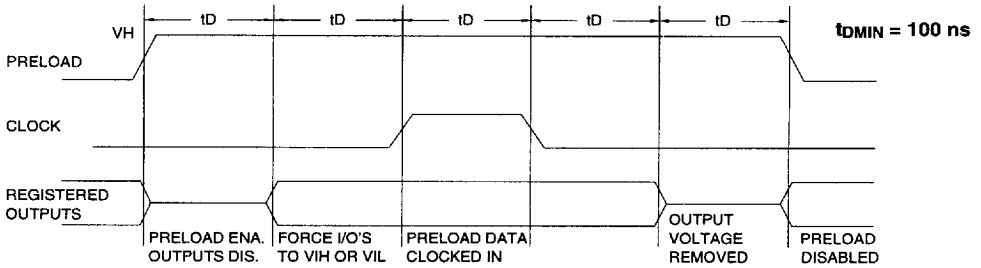 tD tD tD tD tD
VH
tDMIN = 100 ns
PRELOAD
CLOCK
REGISTERED
OUTPUTS
PRELOAD ENA.
OUTPUTS DIS.
FORCE I/O'S
TO VIH OR VIL
PRELOAD DATA
CLOCKED IN
OUTPUT
VOLTAGE
REMOVED
PRELOAD
DISABLED